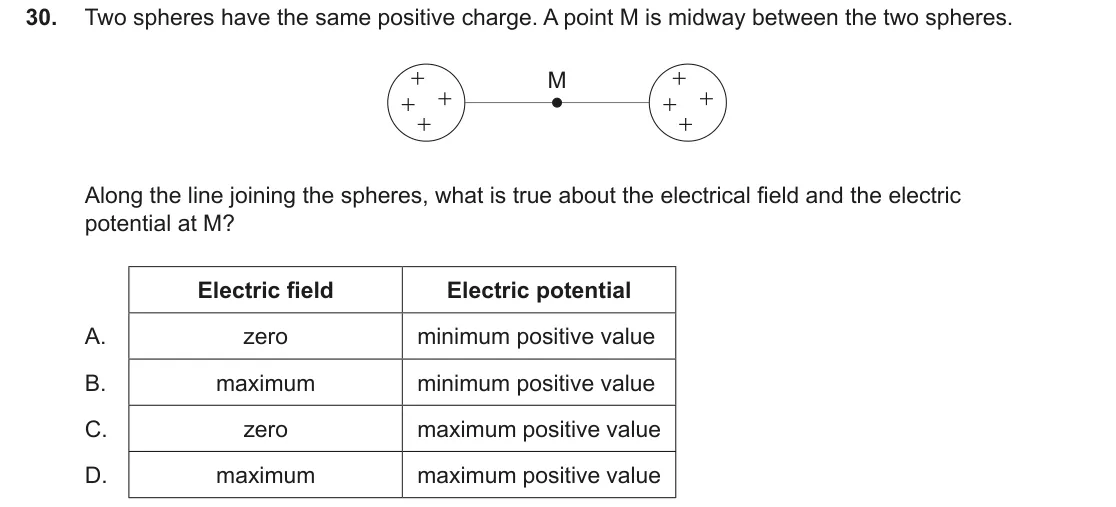 30. Two spheres have the same positive charge. A point M is midway between the two spheres.
+ M +
+ + + +
+ +
Along the line joining the spheres, what is true about the electrical field and the electric
potential at M?
Electric field Electric potential
A. zero minimum positive value
B. maximum minimum positive value
C. zero maximum positive value
D. maximum maximum positive value